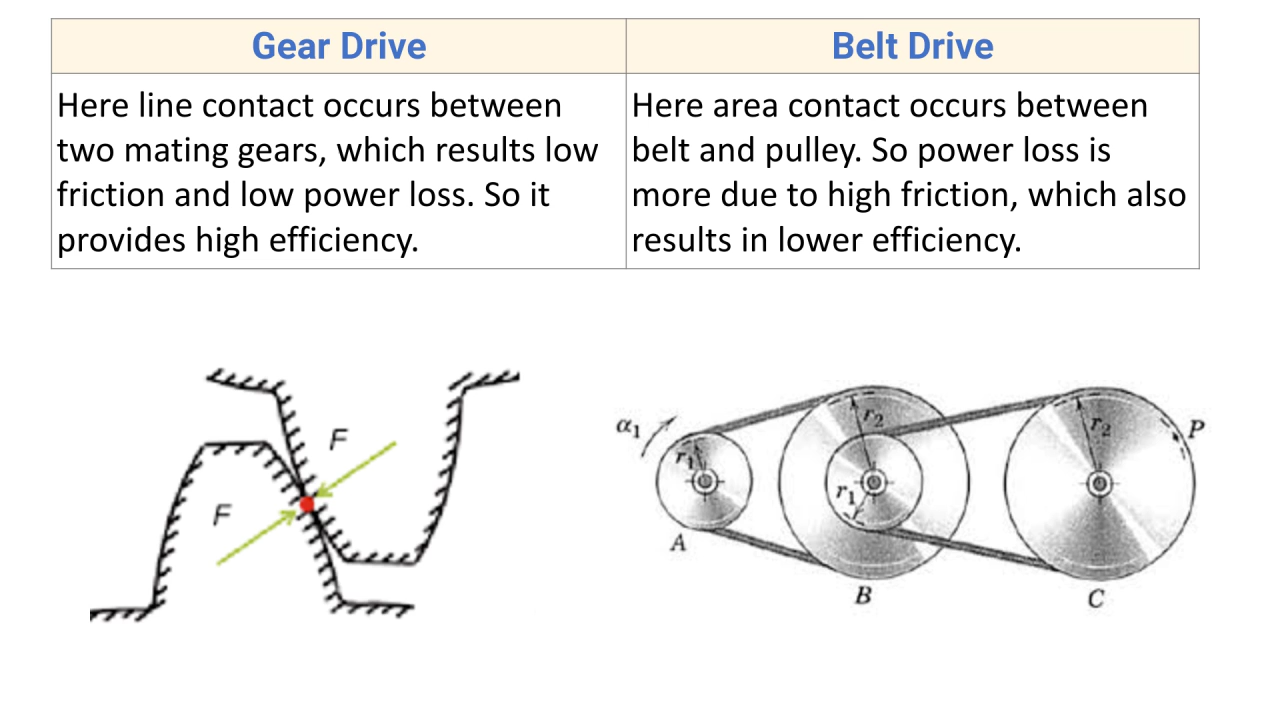 Gear Drive
Belt Drive
Here line contact occurs between
two mating gears, which results low
friction and low power loss. So it
provides high efficiency.
Here area contact occurs between
belt and pulley. So power loss is
more due to high friction, which also
results in lower efficiency.
F
F
α1
r1
A
r2
r1
B
r2
P
C